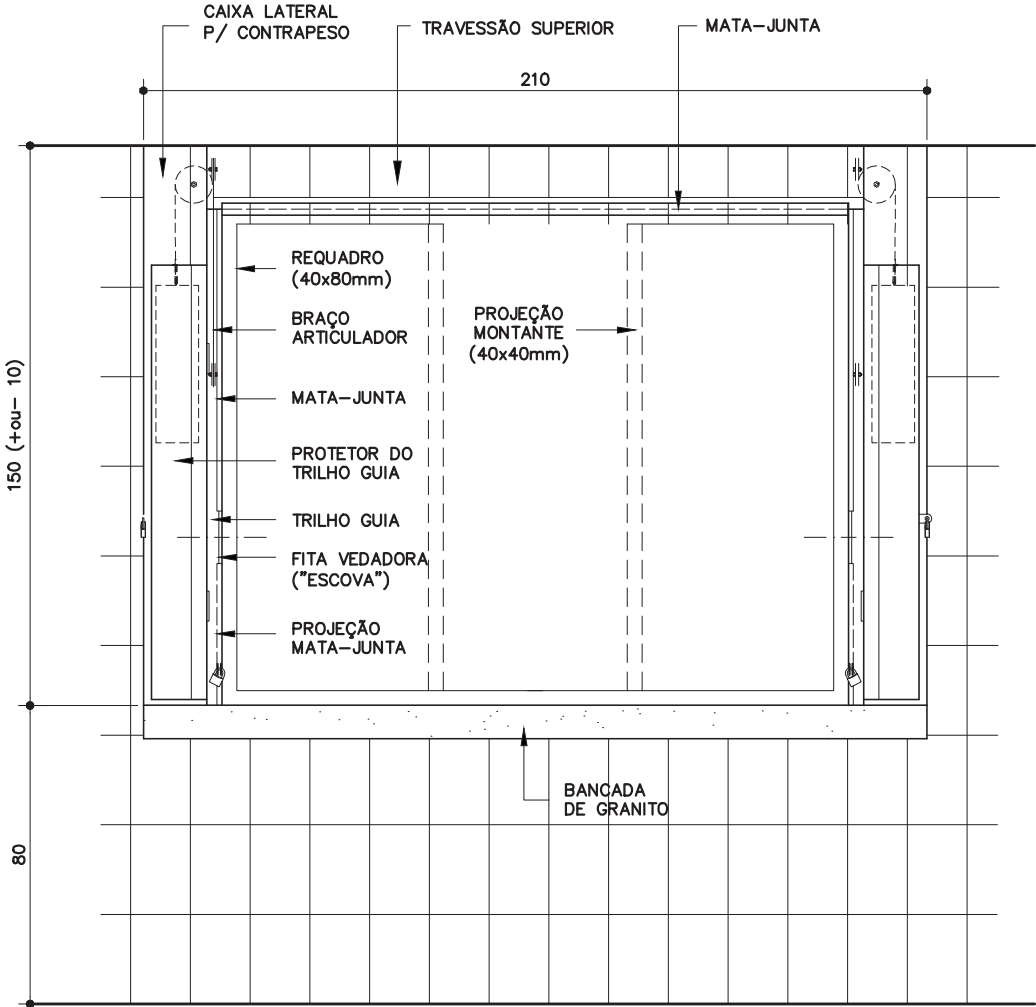 CAIXA LATERAL
P/ CONTRAPESO
TRAVESSÃO SUPERIOR
MATA-JUNTA
210
REQUADRO
(40x80mm)
BRAÇO
ARTICULADOR
PROJEÇÃO
MONTANTE
(40x40mm)
MATA-JUNTA
150 (+ou- 10)
PROTETOR DO
TRILHO GUIA
TRILHO GUIA
FITA VEDADORA
("ESCOVA")
PROJEÇÃO
MATA-JUNTA
BANCADA
DE GRANITO
80